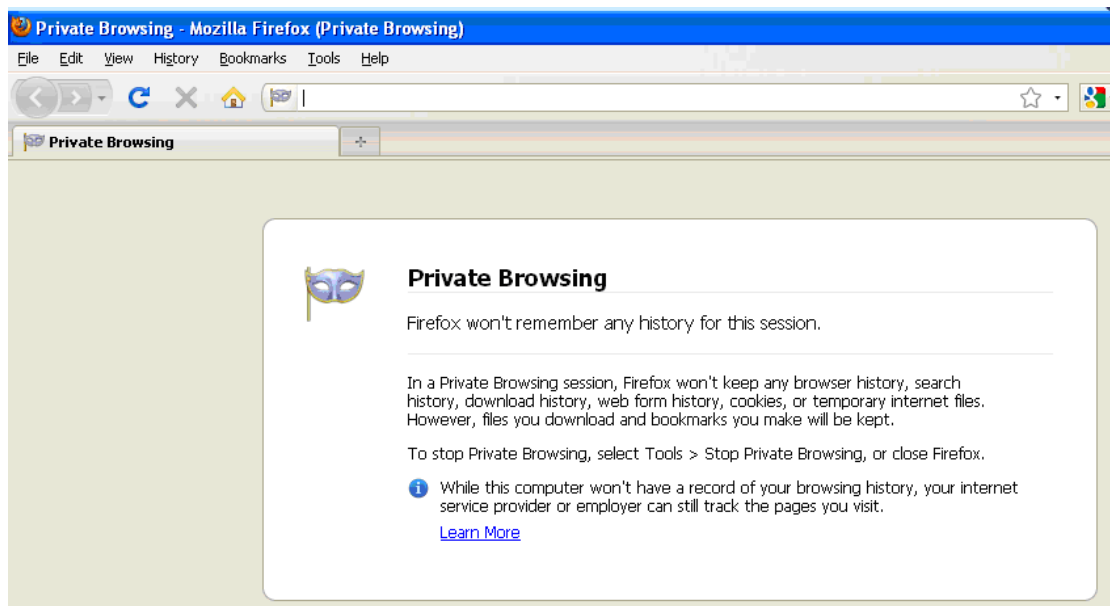 Private Browsing - Mozilla Firefox (Private Browsing)
File Edit View History Bookmarks Tools Help
Private Browsing
Private Browsing
Firefox won't remember any history for this session.
In a Private Browsing session, Firefox won't keep any browser history, search
history, download history, web form history, cookies, or temporary internet files.
However, files you download and bookmarks you make will be kept.
To stop Private Browsing, select Tools > Stop Private Browsing, or close Firefox.
While this computer won't have a record of your browsing history, your internet
service provider or employer can still track the pages you visit.
Learn More